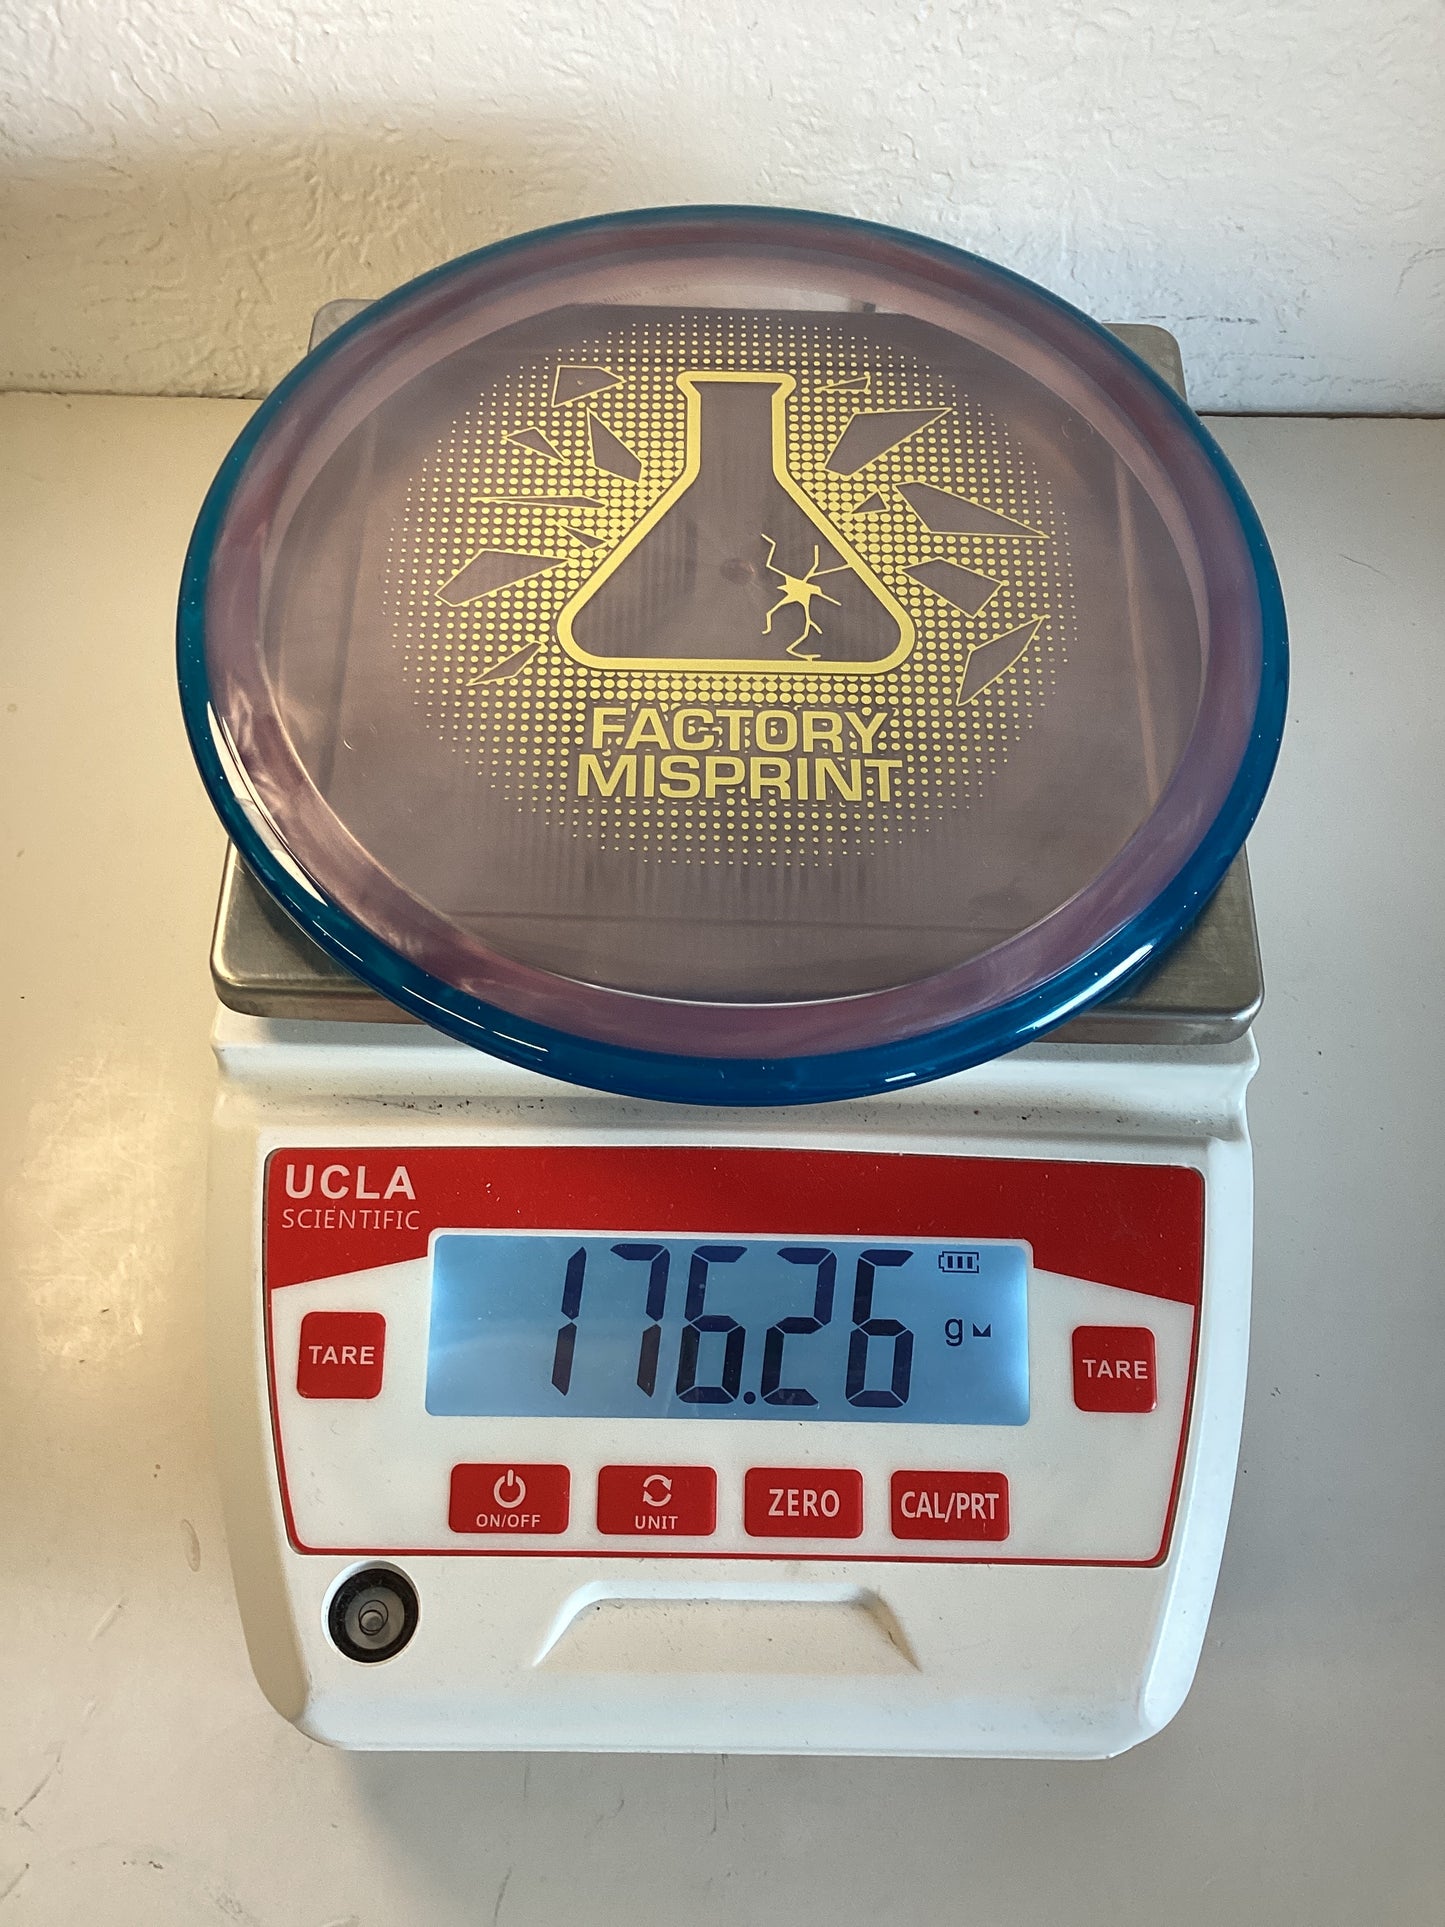 FACTORY
MISPRINT
UCLA
SCIENTIFIC
176.26 g
TARE
TARE
ON/OFF
UNIT
ZERO
CAL/PRT